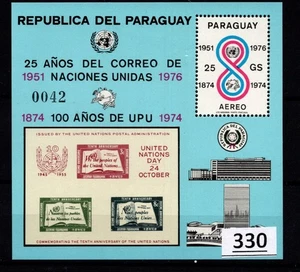 REPUBLICA DEL PARAGUAY
25 AÑOS DEL CORREO DE
1951 NACIONES UNIDAS 1976
0042
1874 100 AÑOS DE UPU 1974
PARAGUAY
1951 1976
25 GS
1874 1974
AEREO
ISSUED BY THE UNITED NATIONS POSTAL ADMINISTRATION
UNITED
NATIONS
DAY
24
OCTOBER
COMMEMORATING THE TENTH ANNIVERSARY OF THE UNITED NATIONS
330